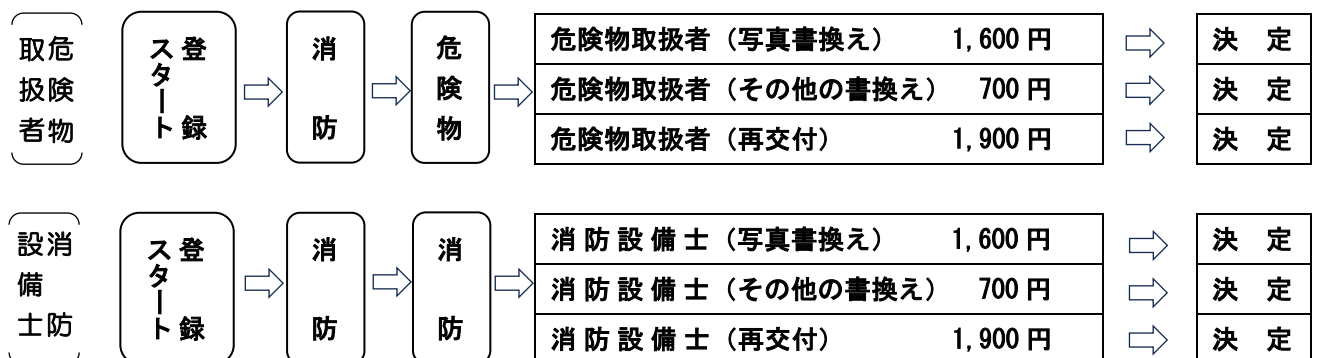 危険物取扱者
登録スタート
消防
危険物
危険物取扱者（写真書換え） 1,600円
決定
危険物取扱者（その他の書換え） 700円
決定
危険物取扱者（再交付） 1,900円
決定
消防設備士
登録スタート
消防
消防
消防設備士（写真書換え） 1,600円
決定
消防設備士（その他の書換え） 700円
決定
消防設備士（再交付） 1,900円
決定